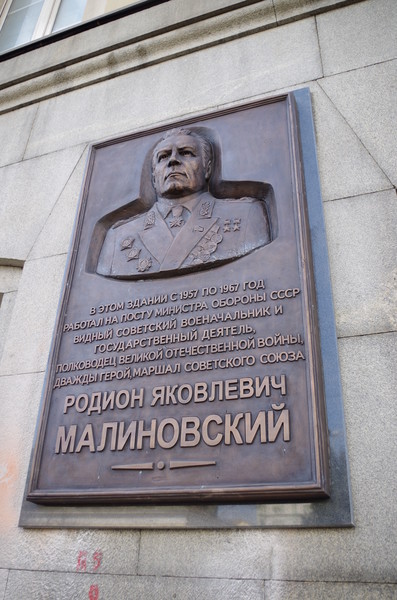 В ЭТОМ ЗДАНИИ С 1957 ПО 1967 ГОД
РАБОТАЛ НА ПОСТУ МИНИСТРА ОБОРОНЫ СССР
ВИДНЫЙ СОВЕТСКИЙ ВОЕНАЧАЛЬНИК И
ГОСУДАРСТВЕННЫЙ ДЕЯТЕЛЬ,
ПОЛКОВОДЕЦ ВЕЛИКОЙ ОТЕЧЕСТВЕННОЙ ВОЙНЫ,
ДВАЖДЫ ГЕРОЙ, МАРШАЛ СОВЕТСКОГО СОЮЗА
РОДИОН ЯКОВЛЕВИЧ
МАЛИНОВСКИЙ